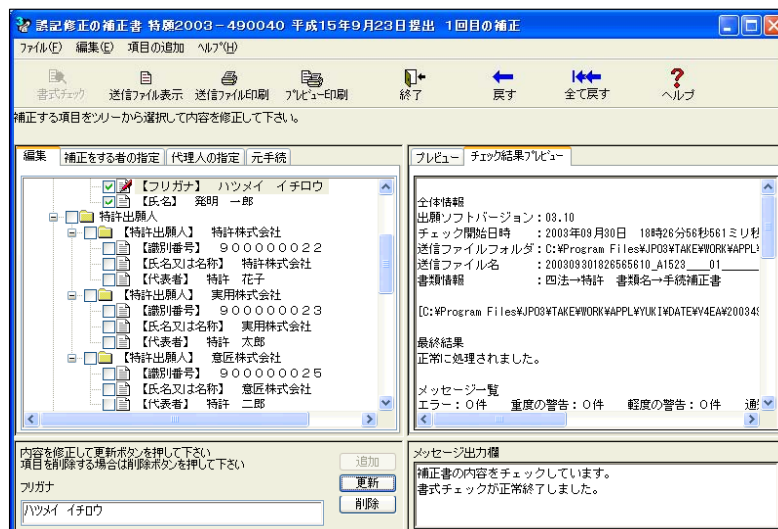 誤記修正の補正書 特願2003-490040 平成15年9月23日提出 1回目の補正
ファイル(F) 編集(E) 項目の追加 ヘルプ(H)
書式チェック 送信ファイル表示 送信ファイル印刷 プレビュー印刷 終了 戻す 全て戻す ヘルプ
補正する項目をツリーから選択して内容を修正して下さい。
編集 補正をする者の指定 代理人の指定 元手続
【フリガナ】 ハツメイ イチロウ
【氏名】 発明 一郎
特許出願人
【特許出願人】 特許株式会社
【識別番号】 900000022
【氏名又は名称】 特許株式会社
【代表者】 特許 花子
【特許出願人】 実用株式会社
【識別番号】 900000023
【氏名又は名称】 実用株式会社
【代表者】 特許 太郎
【特許出願人】 意匠株式会社
【識別番号】 900000025
【氏名又は名称】 意匠株式会社
【代表者】 特許 二郎
内容を修正して更新ボタンを押して下さい
項目を削除する場合は削除ボタンを押して下さい
追加
更新
削除
フリガナ
ハツメイ イチロウ
プレビュー チェック結果プレビュー
全体情報
出願ソフトバージョン:03.10
チェック開始日時 :2003年09月30日 18時26分56秒561ミリ秒
送信ファイルフォルダ:C:¥Program Files¥JPO3¥TAKE¥WORK¥APPL¥
送信ファイル名 :200309301826565610_A1523____01_____
書類情報 :四法→特許 書類名→手続補正書
[C:¥Program Files¥JPO3¥TAKE¥WORK¥APPL¥YUKI¥DATE¥V4EA¥200349
最終結果
正常に処理されました。
メッセージ一覧
エラー:0件 重度の警告:0件 軽度の警告:0件
メッセージ出力欄
補正書の内容をチェックしています。
書式チェックが正常終了しました。